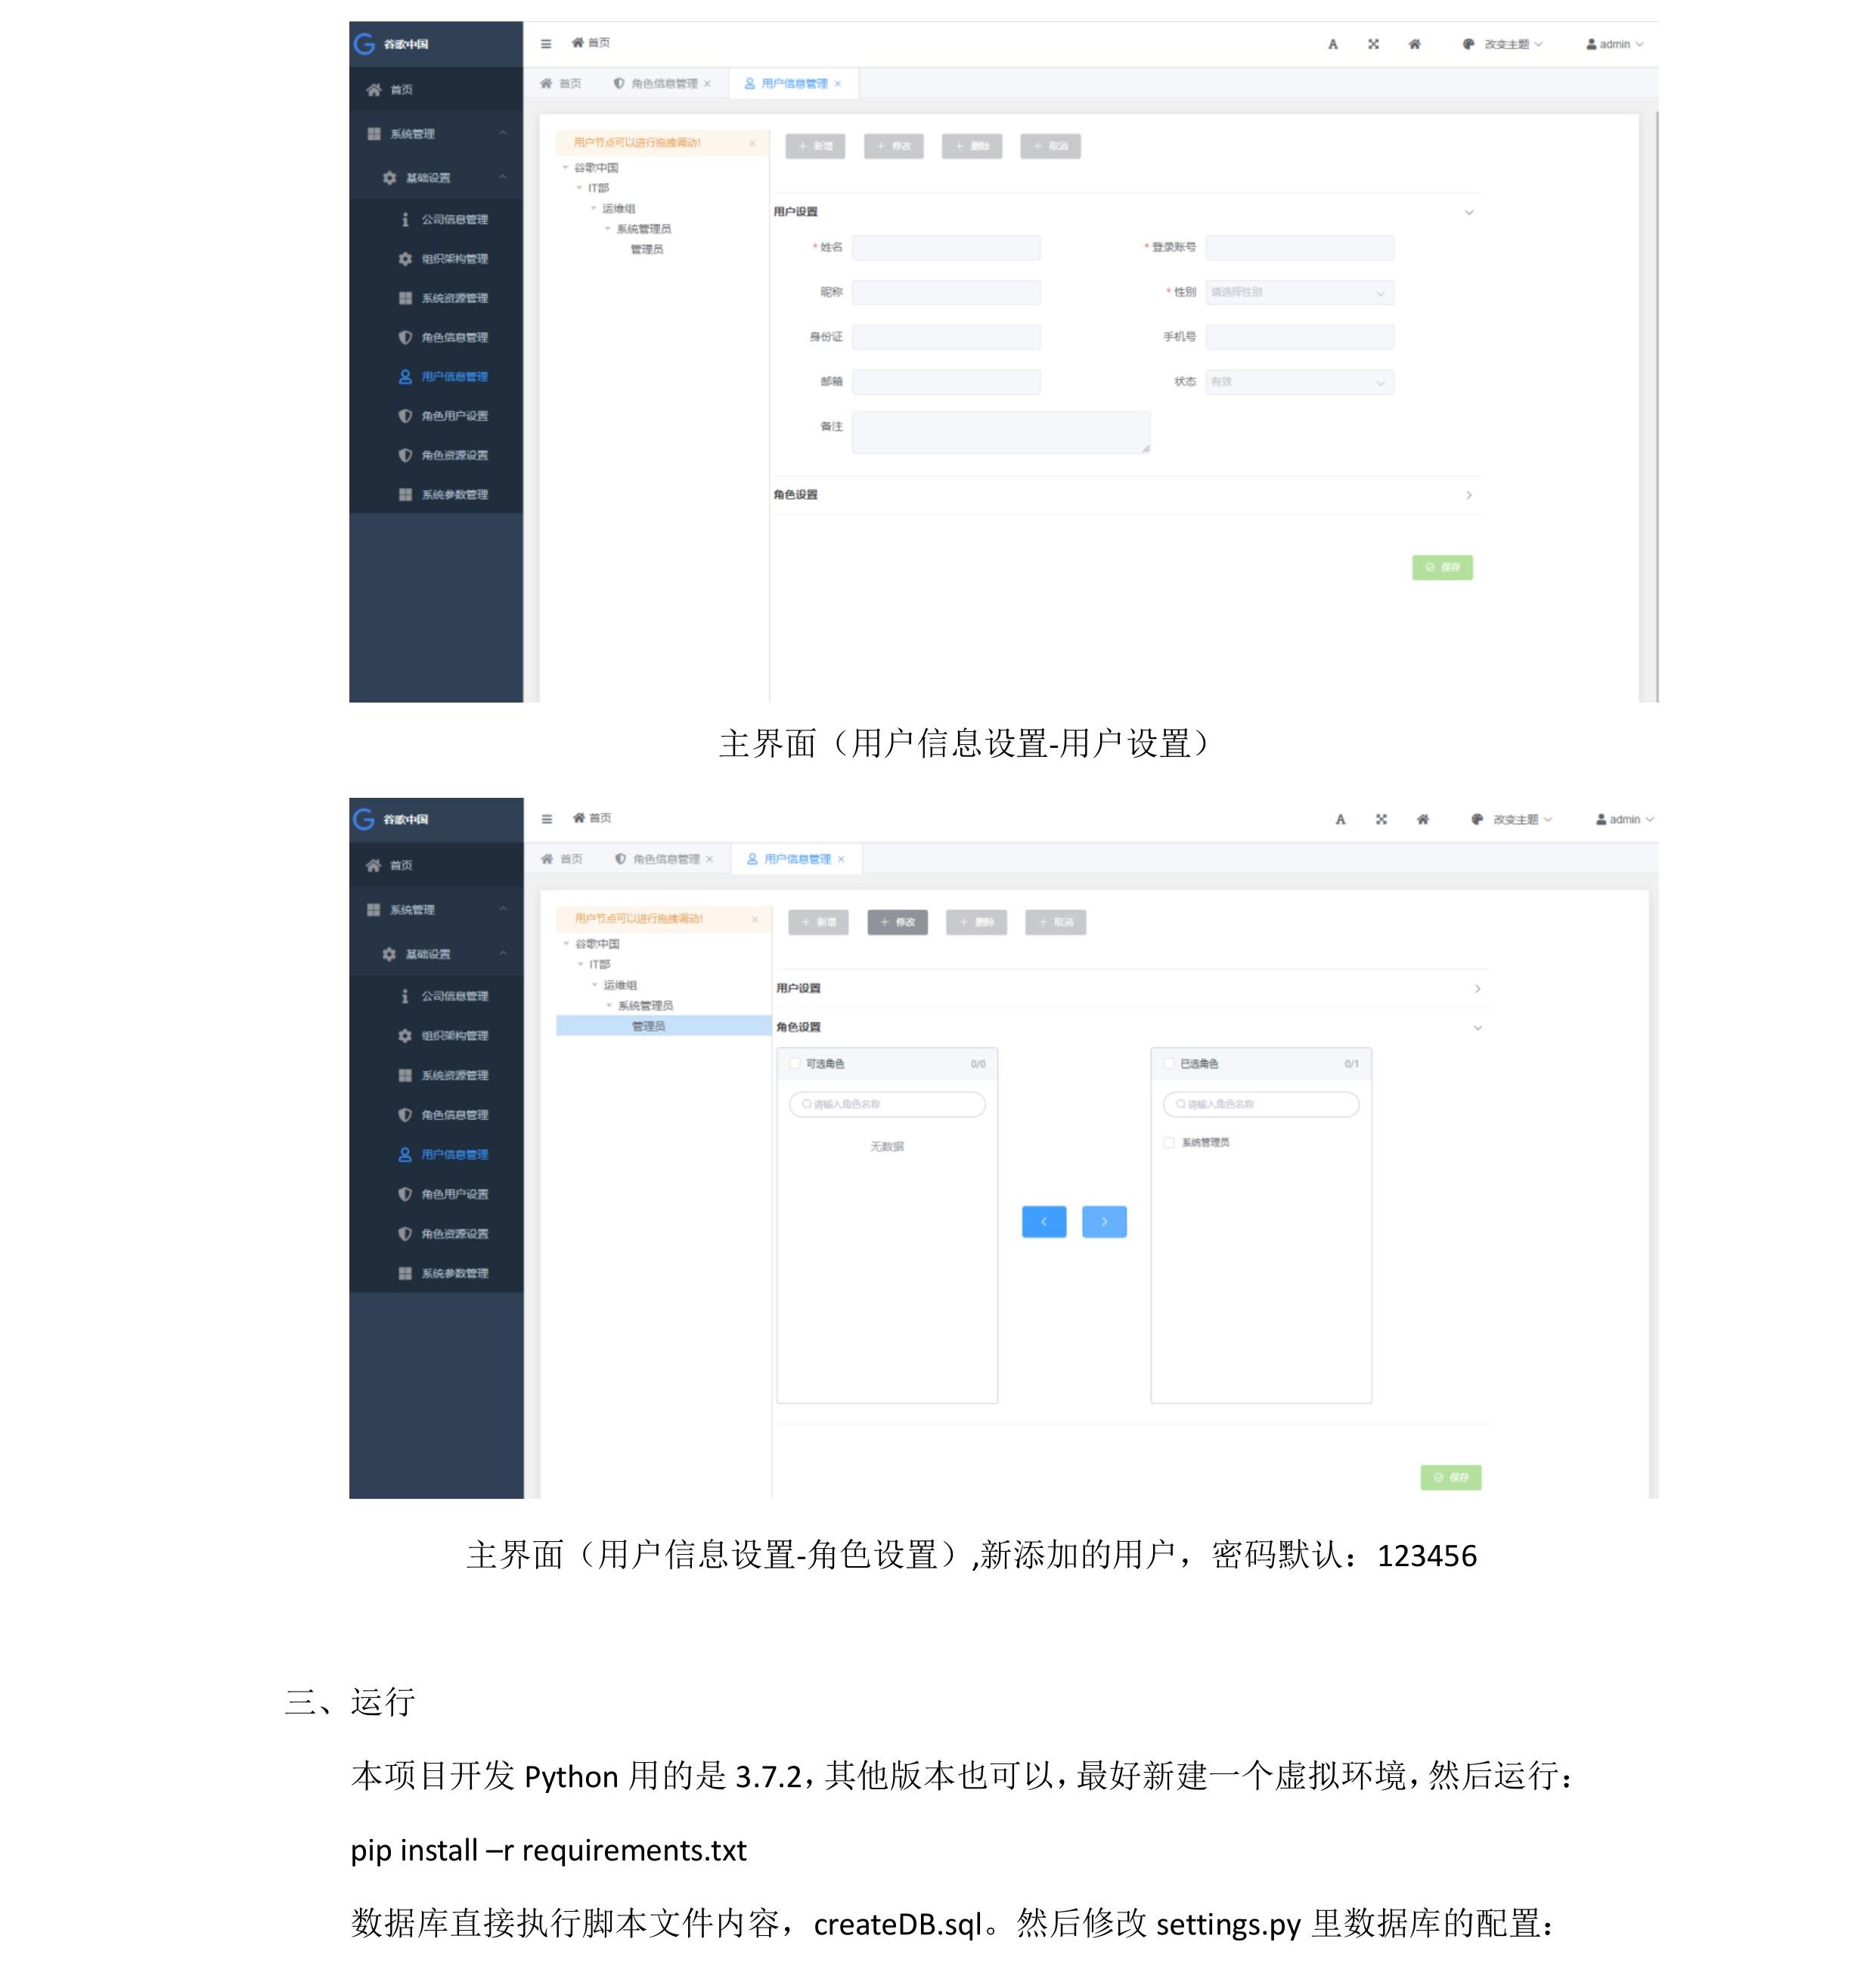 谷歌中国
首页
A 改变主题 admin
首页
首页 角色信息管理 × 用户信息管理 ×
系统管理
用户节点可以进行拖拽调动! ×
+ 新增 + 修改 + 删除 + 取消
谷歌中国
基础设置
IT部
运维组
公司信息管理
用户设置
系统管理员
管理员
* 姓名
* 登录账号
组织架构管理
昵称
* 性别 请选择性别
系统资源管理
身份证
手机号
角色信息管理
用户信息管理
邮箱
状态 有效
角色用户设置
备注
角色资源设置
系统参数管理
角色设置
保存
主界面（用户信息设置-用户设置）
谷歌中国
首页
A 改变主题 admin
首页
首页 角色信息管理 × 用户信息管理 ×
系统管理
用户节点可以进行拖拽调动! ×
+ 新增 + 修改 + 删除 + 取消
谷歌中国
基础设置
IT部
运维组
用户设置
公司信息管理
系统管理员
管理员
角色设置
组织架构管理
可选角色 0/0
已选角色 0/1
系统资源管理
请输入角色名称
请输入角色名称
角色信息管理
无数据
系统管理员
用户信息管理
角色用户设置
角色资源设置
系统参数管理
保存
主界面（用户信息设置-角色设置）,新添加的用户，密码默认：123456
三、运行
本项目开发 Python 用的是 3.7.2，其他版本也可以，最好新建一个虚拟环境，然后运行：
pip install –r requirements.txt
数据库直接执行脚本文件内容，createDB.sql。然后修改 settings.py 里数据库的配置：